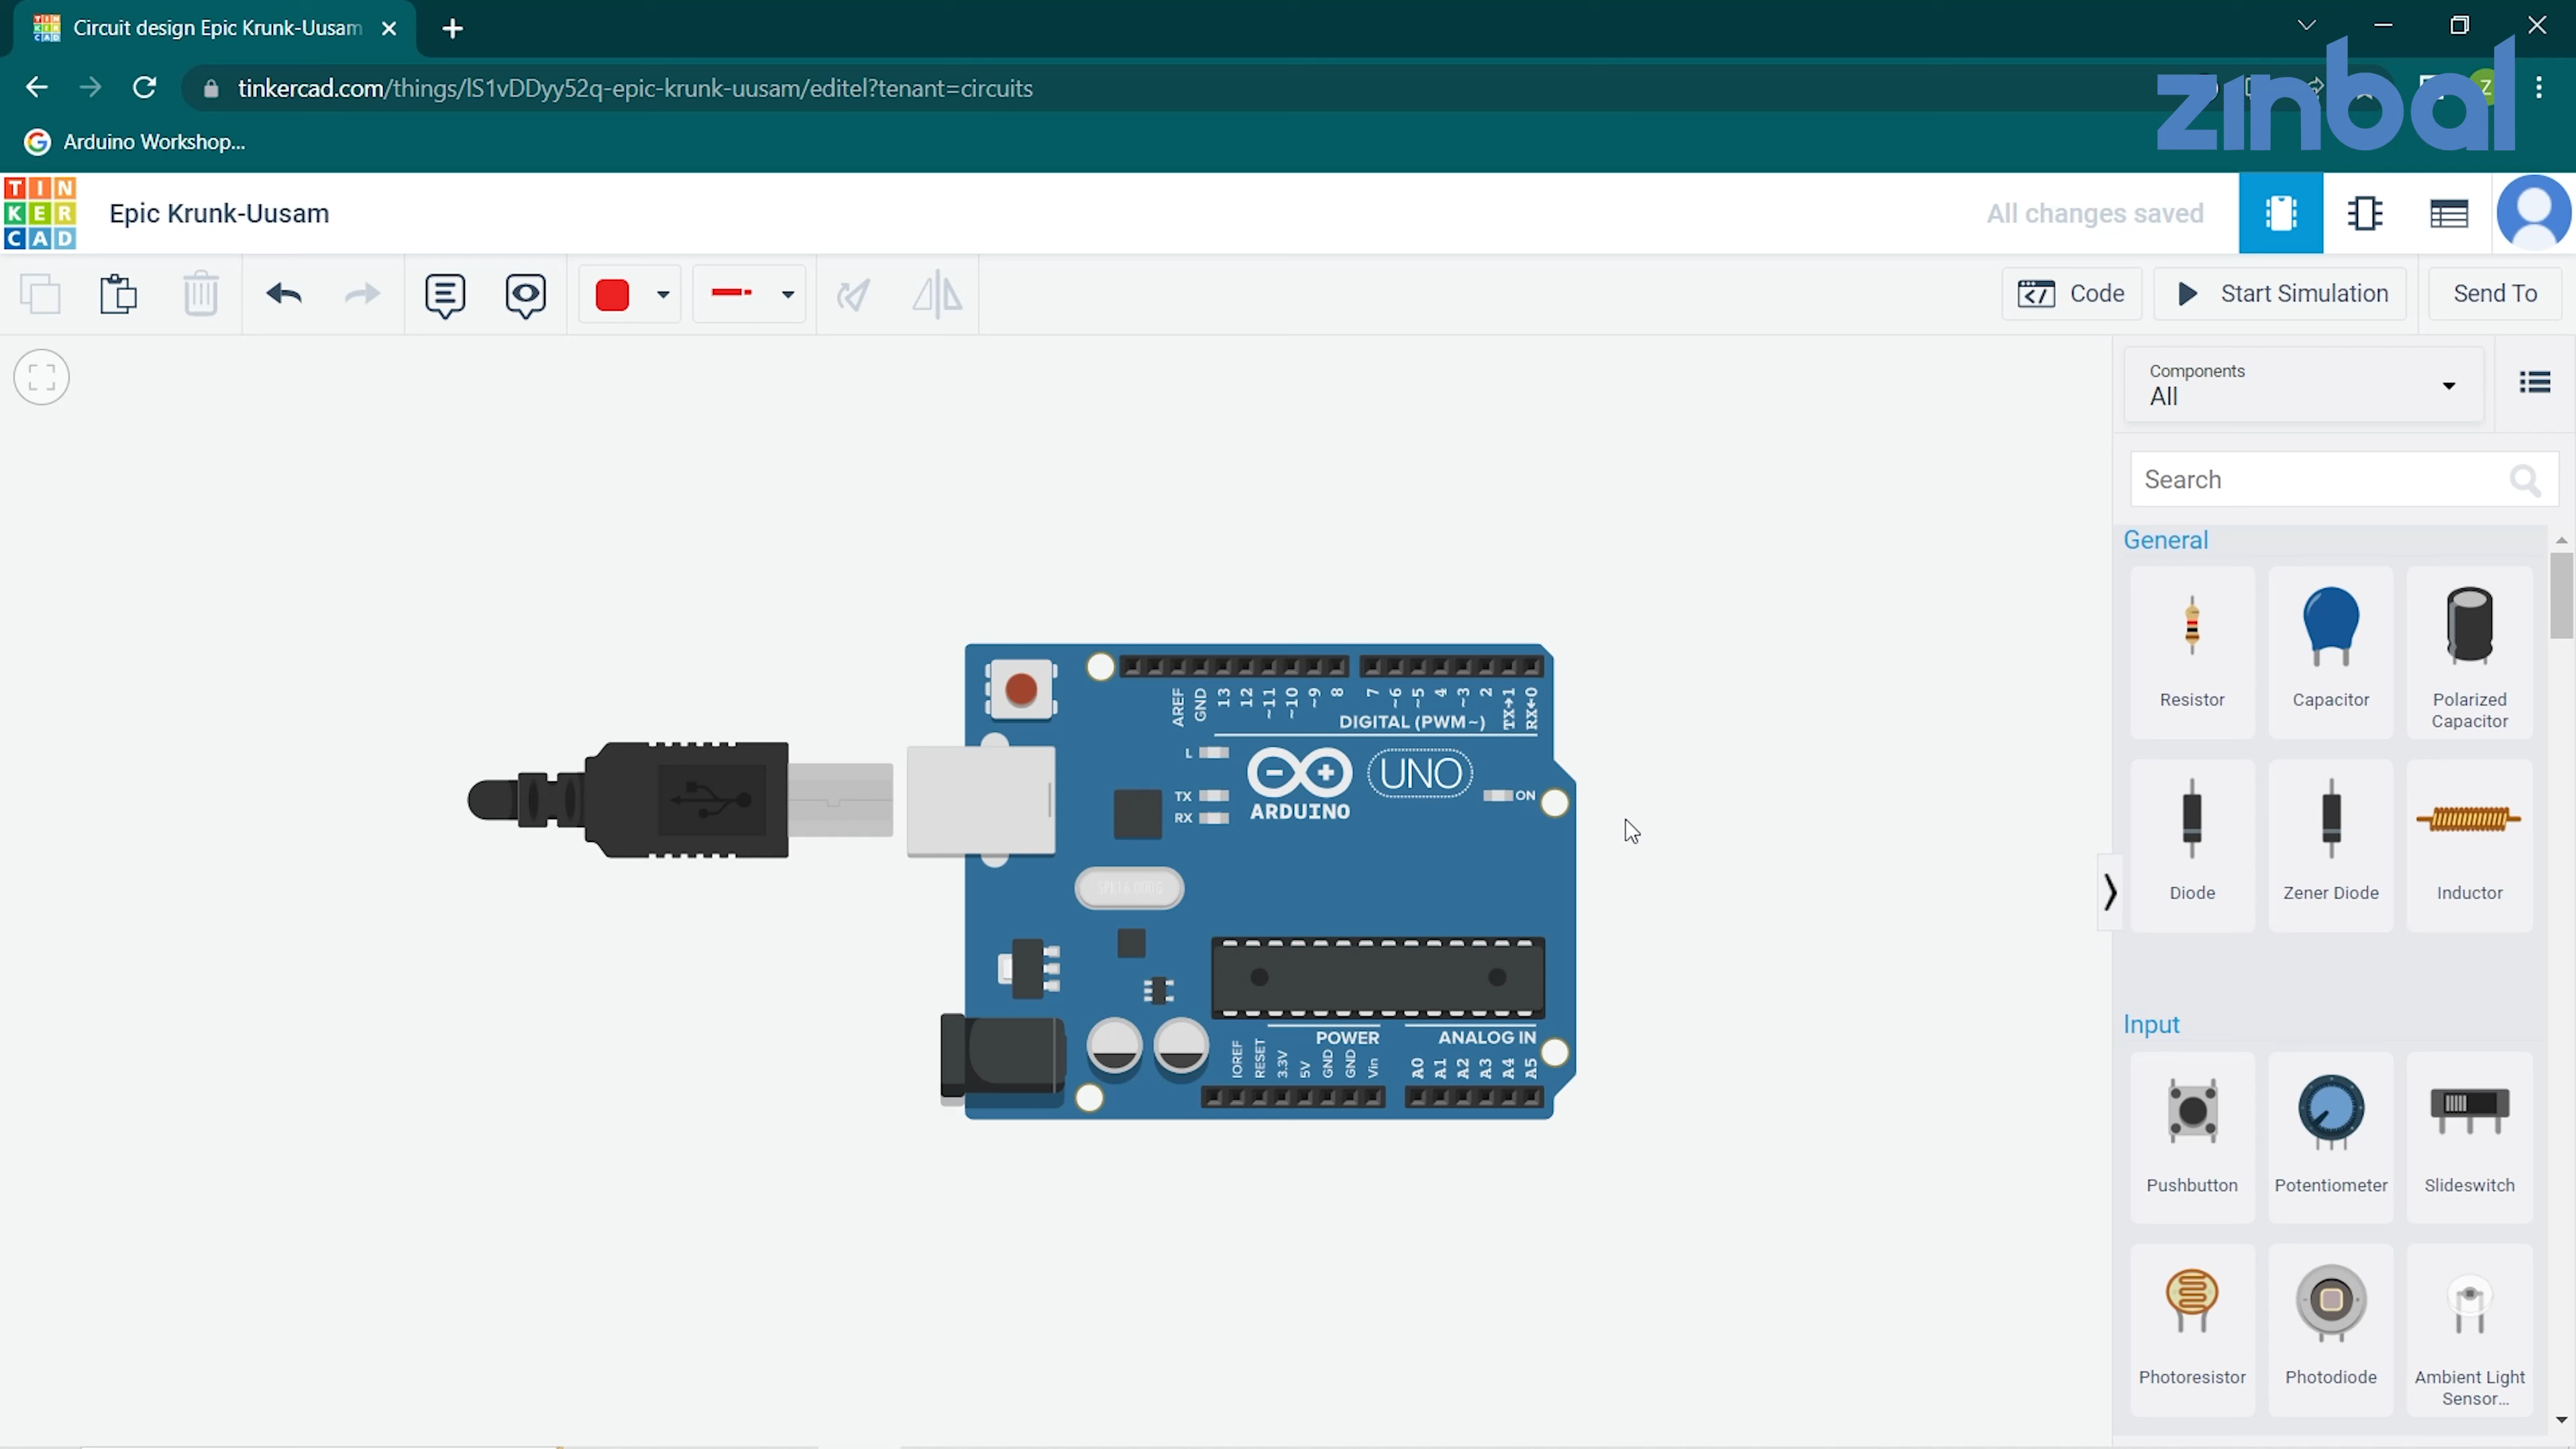 Circuit design Epic Krunk-Uusam
tinkercad.com/things/lS1vDDyy52q-epic-krunk-uusam/editel?tenant=circuits
Z
zinbal
Arduino Workshop...
TIN
KER
CAD
Epic Krunk-Uusam
All changes saved
Code
Start Simulation
Send To
Components
All
Search
General
Resistor
Capacitor
Polarized
Capacitor
Diode
Zener Diode
Inductor
Input
Pushbutton
Potentiometer
Slideswitch
Photoresistor
Photodiode
Ambient Light
Sensor...
AREF GND 13 12 ~11 ~10 ~9 8 7 ~6 ~5 4 ~3 2 TX→1 RX←0
DIGITAL (PWM~)
L
TX
RX
ARDUINO
UNO
ON
SPK16.000G
POWER
ANALOG IN
IOREF RESET 3.3V 5V GND GND Vin A0 A1 A2 A3 A4 A5